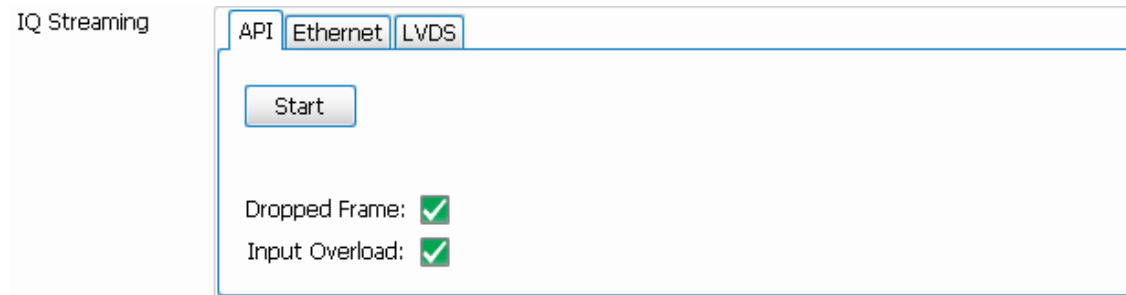 IQ Streaming
API Ethernet LVDS
Start
Dropped Frame:
Input Overload: